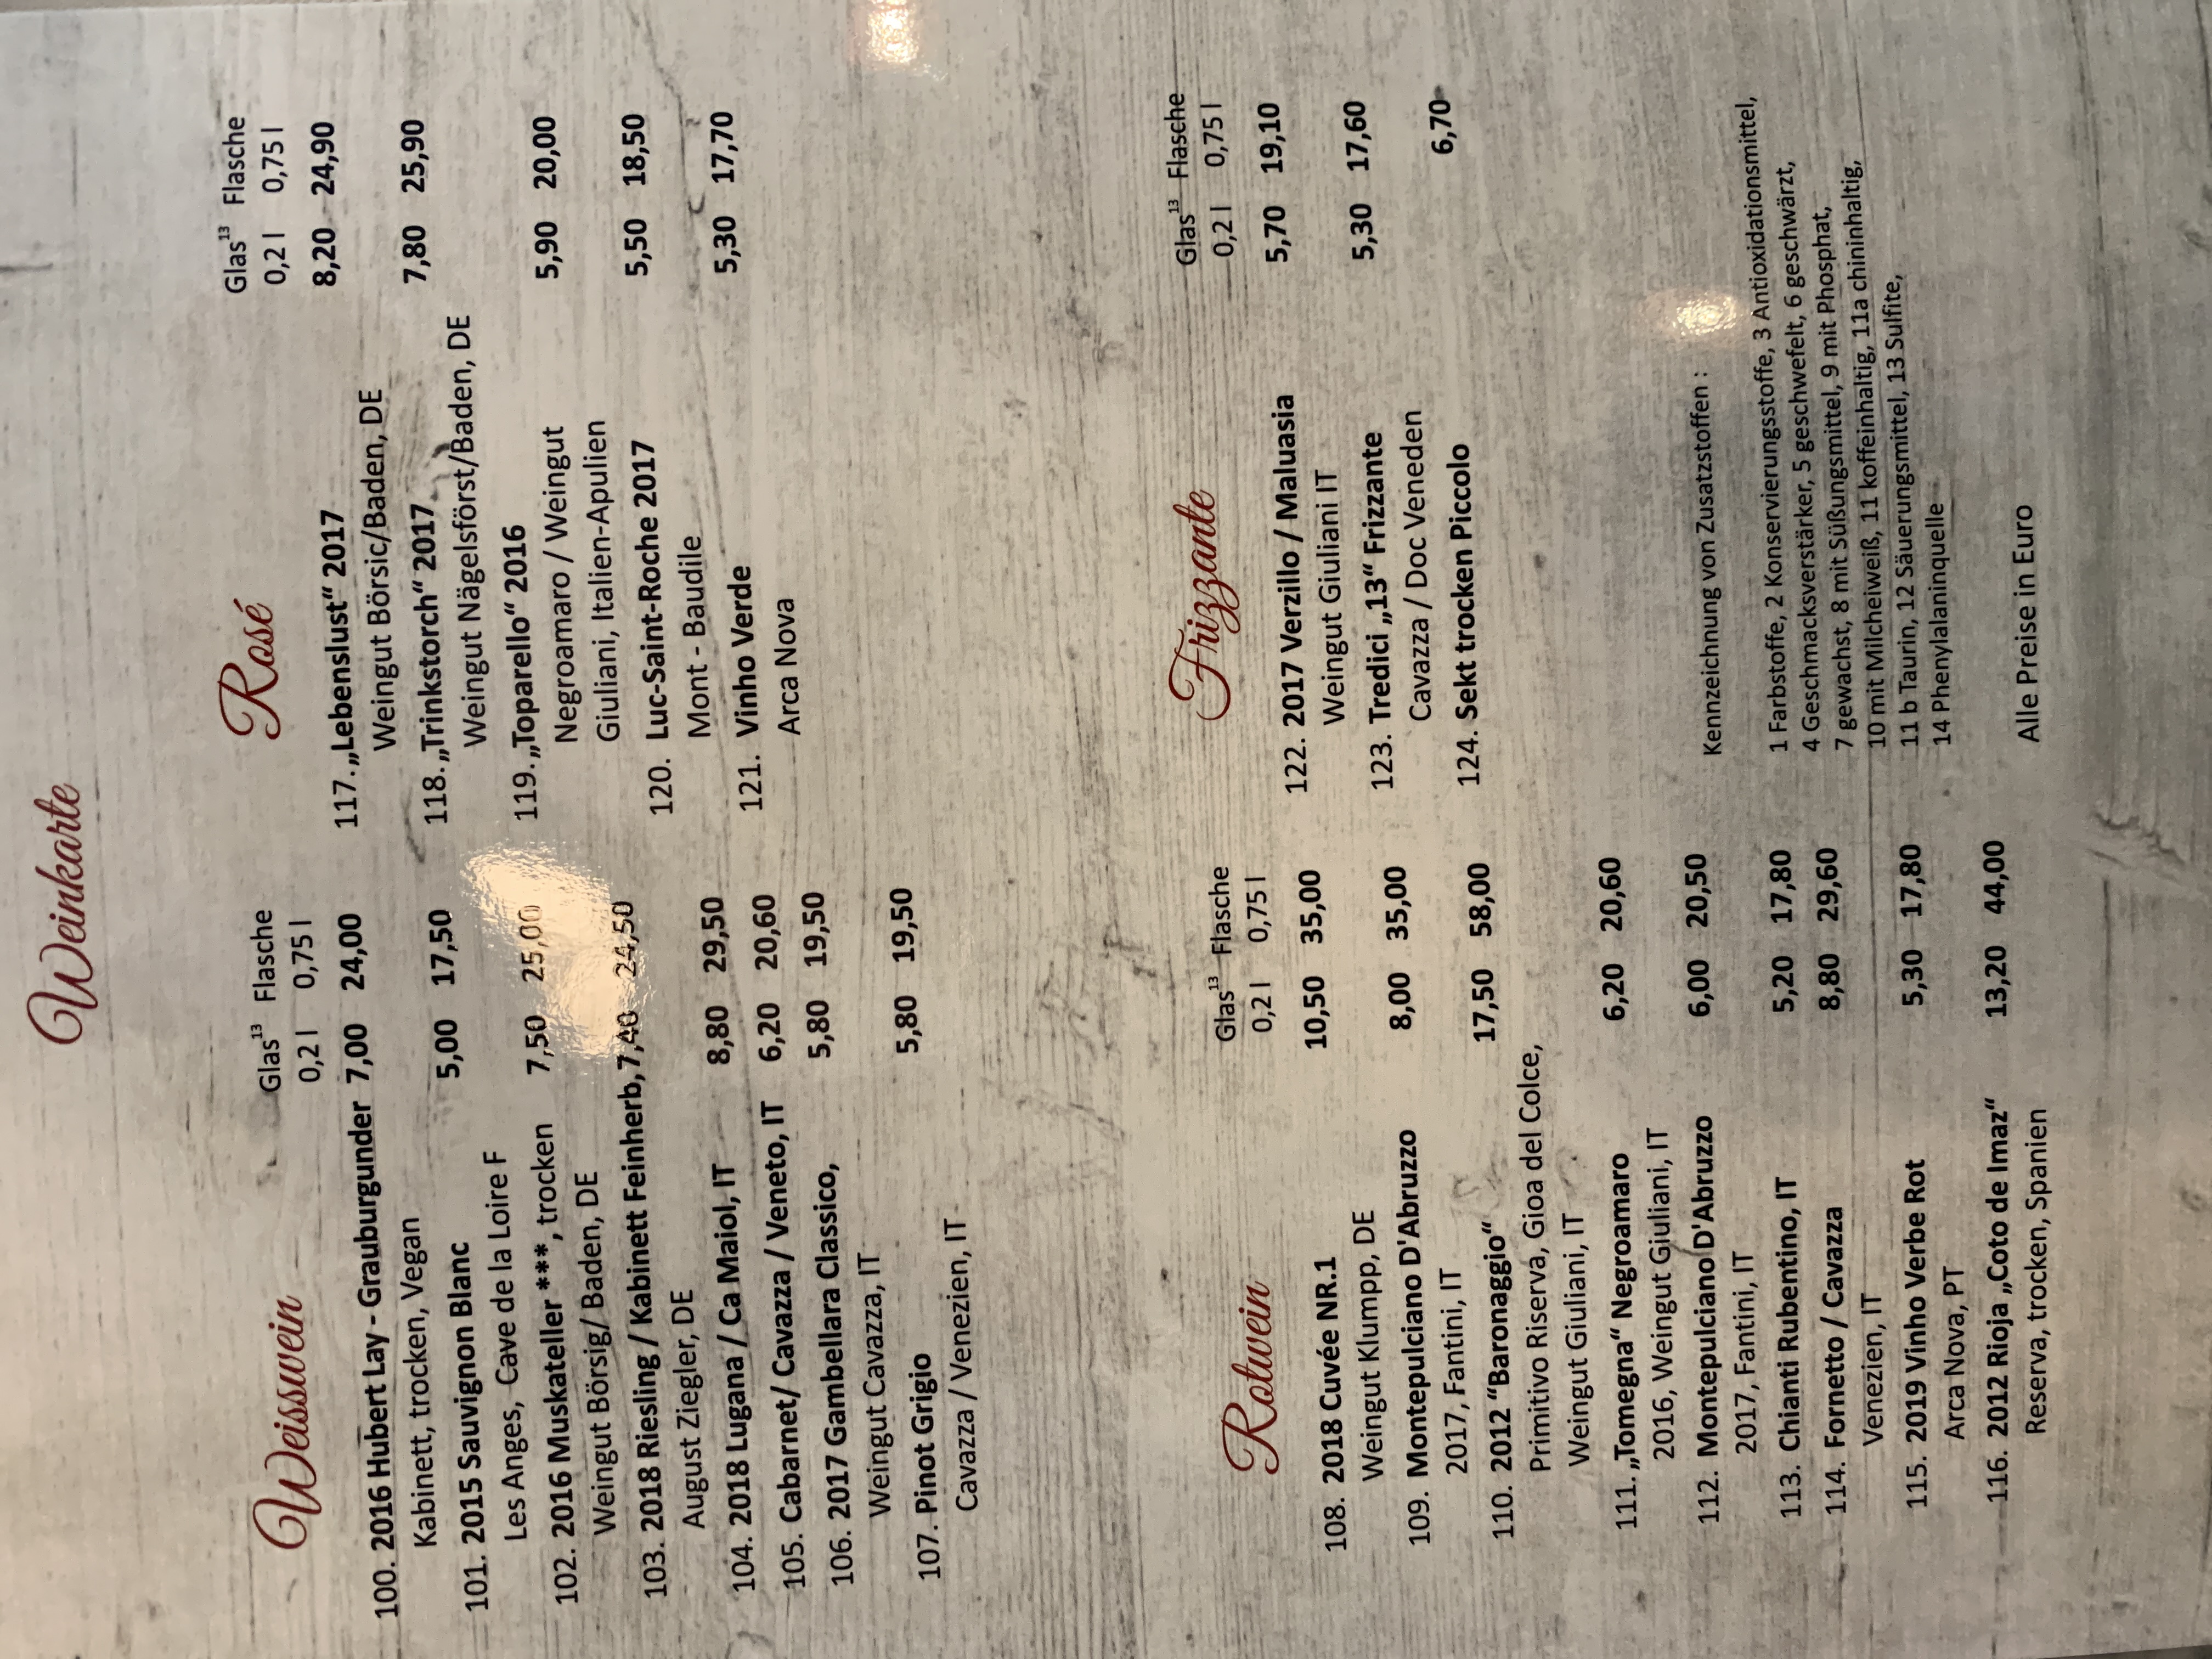 Weinkarte
Weisswein
Glas¹³ Flasche
0,2 l 0,75 l
100. 2016 Hubert Lay - Grauburgunder 7,00 24,00
Kabinett, trocken, Vegan
101. 2015 Sauvignon Blanc 5,00 17,50
Les Anges, Cave de la Loire F
102. 2016 Muskateller ***, trocken 7,50 25,00
Weingut Börsig/ Baden, DE
103. 2018 Riesling / Kabinett Feinherb, 7,40 24,50
August Ziegler, DE
104. 2018 Lugana / Ca Maiol, IT 8,80 29,50
105. Cabarnet/ Cavazza / Veneto, IT 6,20 20,60
106. 2017 Gambellara Classico, 5,80 19,50
Weingut Cavazza, IT
107. Pinot Grigio 5,80 19,50
Cavazza / Venezien, IT
Rosé
Glas¹³ Flasche
0,2 l 0,75 l
117. „Lebenslust“ 2017 8,20 24,90
Weingut Börsic/Baden, DE
118. „Trinkstorch“ 2017 7,80 25,90
Weingut Nägelsförst/Baden, DE
119. „Toparello“ 2016 5,90 20,00
Negroamaro / Weingut
Giuliani, Italien-Apulien
120. Luc-Saint-Roche 2017 5,50 18,50
Mont - Baudile
121. Vinho Verde 5,30 17,70
Arca Nova
Rotwein
Glas¹³ Flasche
0,2 l 0,75 l
108. 2018 Cuvée NR.1 10,50 35,00
Weingut Klumpp, DE
109. Montepulciano D'Abruzzo 8,00 35,00
2017, Fantini, IT
110. 2012 “Baronaggio“ 17,50 58,00
Primitivo Riserva, Gioa del Colce,
Weingut Giuliani, IT
111. „Tomegna“ Negroamaro 6,20 20,60
2016, Weingut Giuliani, IT
112. Montepulciano D'Abruzzo 6,00 20,50
2017, Fantini, IT
113. Chianti Rubentino, IT 5,20 17,80
114. Fornetto / Cavazza 8,80 29,60
Venezien, IT
115. 2019 Vinho Verbe Rot 5,30 17,80
Arca Nova, PT
116. 2012 Rioja „Coto de Imaz“ 13,20 44,00
Reserva, trocken, Spanien
Frizzante
Glas¹³ Flasche
0,2 l 0,75 l
122. 2017 Verzillo / Maluasia 5,70 19,10
Weingut Giuliani IT
123. Tredici „13“ Frizzante 5,30 17,60
Cavazza / Doc Veneden
124. Sekt trocken Piccolo 6,70
Kennzeichnung von Zusatzstoffen :
1 Farbstoffe, 2 Konservierungsstoffe, 3 Antioxidationsmittel,
4 Geschmacksverstärker, 5 geschwefelt, 6 geschwärzt,
7 gewachst, 8 mit Süßungsmittel, 9 mit Phosphat,
10 mit Milcheiweiß, 11 koffeinhaltig, 11a chininhaltig,
11 b Taurin, 12 Säuerungsmittel, 13 Sulfite,
14 Phenylalaninquelle
Alle Preise in Euro